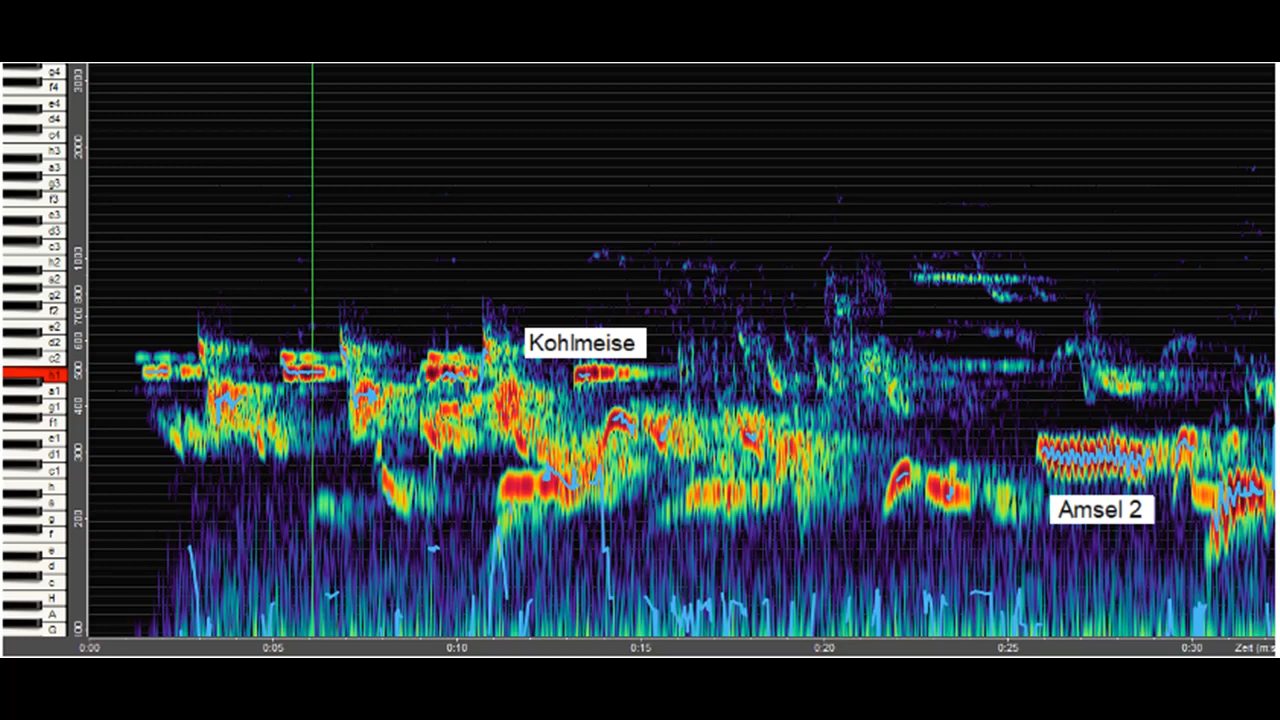 g4
f4
e4
d4
c4
h3
a3
g3
f3
e3
d3
c3
h2
a2
g2
f2
e2
d2
c2
h1
a1
g1
f1
e1
d1
c1
h
a
g
f
e
d
c
H
A
G
3000
2000
1000
800
700
600
500
400
300
200
100
Kohlmeise
Amsel 2
0:00
0:05
0:10
0:15
0:20
0:25
0:30
Zeit (m:s